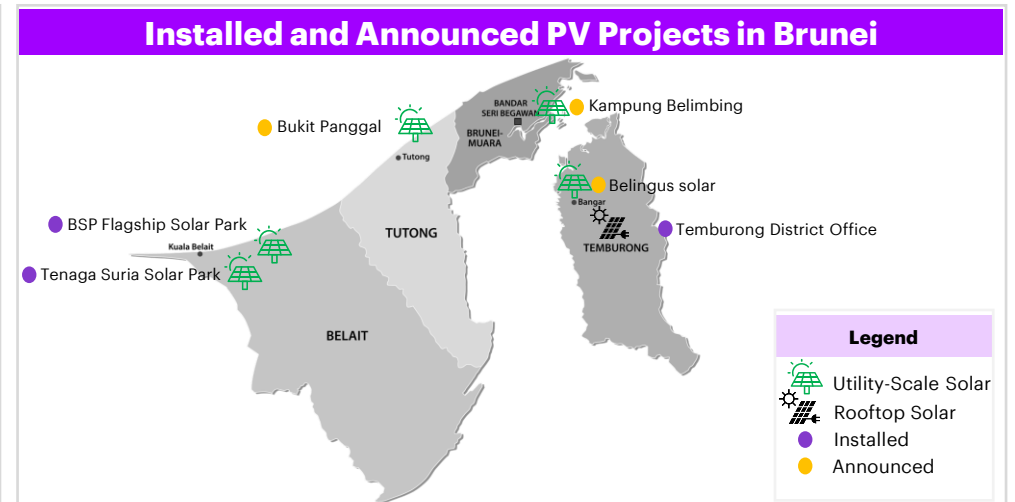 Installed and Announced PV Projects in Brunei
Kampung Belimbing
BANDAR
SERI BEGAWAN
Bukit Panggal
BRUNEI-
MUARA
Tutong
Belingus solar
Bangar
BSP Flagship Solar Park
TUTONG
Temburong District Office
Kuala Belait
TEMBURONG
Tenaga Suria Solar Park
BELAIT
Legend
Utility-Scale Solar
Rooftop Solar
Installed
Announced